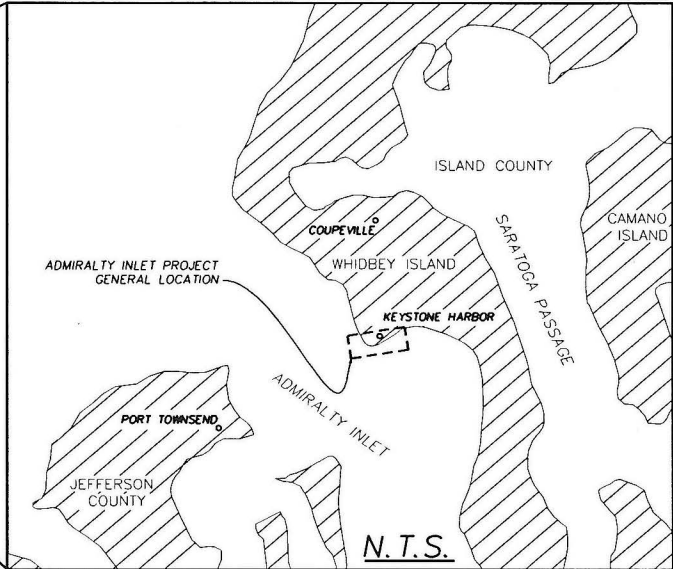 ISLAND COUNTY
CAMANO
ISLAND
COUPEVILLE
WHIDBEY ISLAND
SARATOGA PASSAGE
ADMIRALTY INLET PROJECT
GENERAL LOCATION
KEYSTONE HARBOR
ADMIRALTY INLET
PORT TOWNSEND
JEFFERSON
COUNTY
N.T.S.